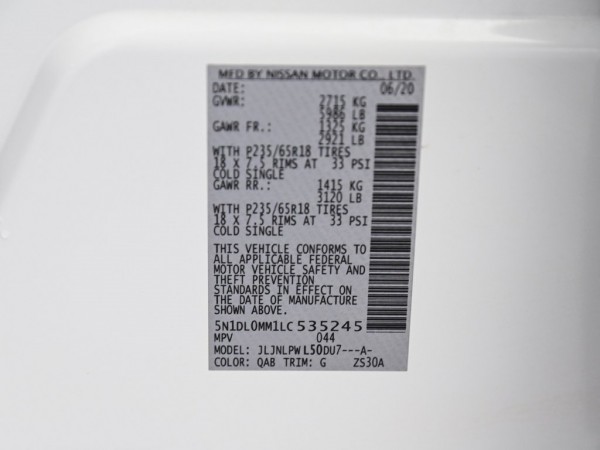 MFD BY NISSAN MOTOR CO., LTD.
DATE: 06/20
GVWR: 2715 KG
5986 LB
GAWR FR.: 1325 KG
2921 LB
WITH P235/65R18 TIRES
18 X 7.5 RIMS AT 33 PSI
COLD SINGLE
GAWR RR.: 1415 KG
3120 LB
WITH P235/65R18 TIRES
18 X 7.5 RIMS AT 33 PSI
COLD SINGLE
THIS VEHICLE CONFORMS TO
ALL APPLICABLE FEDERAL
MOTOR VEHICLE SAFETY AND
THEFT PREVENTION
STANDARDS IN EFFECT ON
THE DATE OF MANUFACTURE
SHOWN ABOVE.
5N1DL0MM1LC535245
MPV 044
MODEL: JLJNLPWL50DU7---A-
COLOR: QAB TRIM: G ZS30A